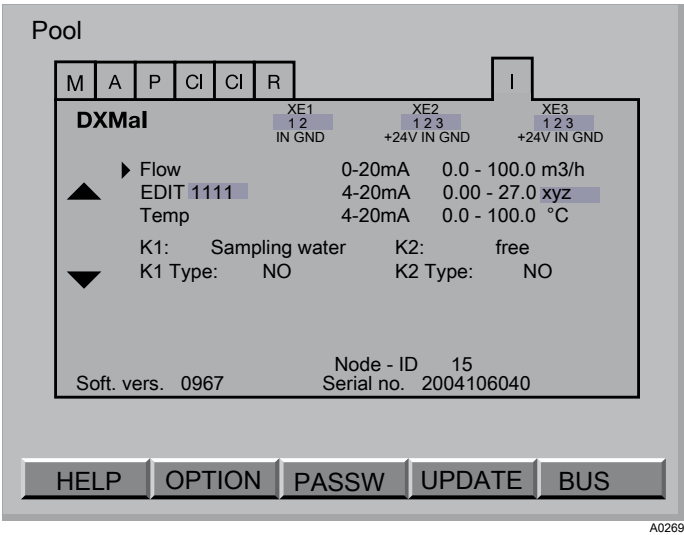 Pool
M A P Cl Cl R I
DXMaI XE1 XE2 XE3
1 2 1 2 3 1 2 3
IN GND +24V IN GND +24V IN GND
Flow 0-20mA 0.0 - 100.0 m3/h
EDIT 1111 4-20mA 0.00 - 27.0 xyz
Temp 4-20mA 0.0 - 100.0 °C
K1: Sampling water K2: free
K1 Type: NO K2 Type: NO
Node - ID 15
Soft. vers. 0967 Serial no. 2004106040
HELP OPTION PASSW UPDATE BUS
A0269